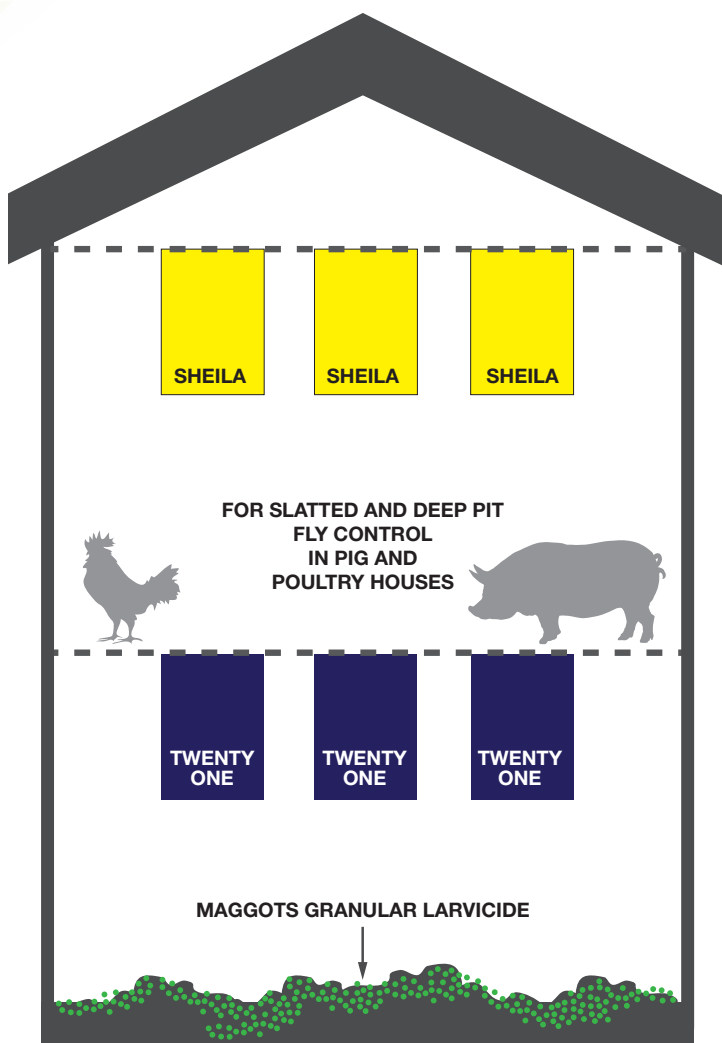 SHEILA SHEILA SHEILA
FOR SLATTED AND DEEP PIT
FLY CONTROL
IN PIG AND
POULTRY HOUSES
TWENTY
ONE
TWENTY
ONE
TWENTY
ONE
MAGGOTS GRANULAR LARVICIDE